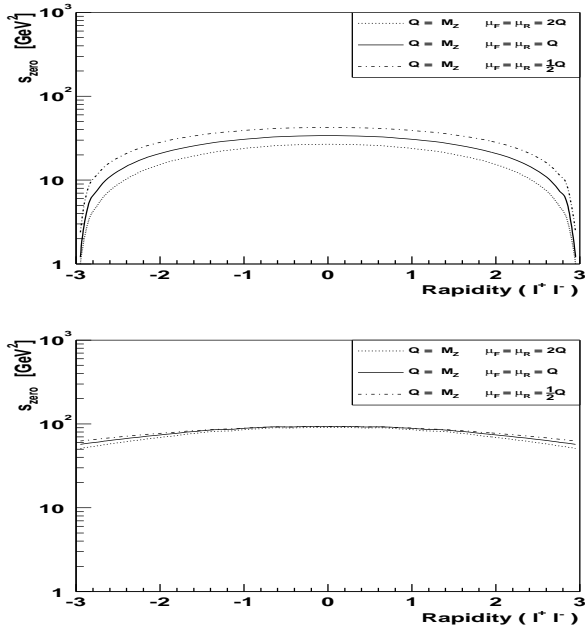 s_zero [GeV²]
10³
10²
10
1
Q = M_Z μ_F = μ_R = 2Q
Q = M_Z μ_F = μ_R = Q
Q = M_Z μ_F = μ_R = ½Q
-3 -2 -1 0 1 2 3
Rapidity ( l⁺ l⁻ )
s_zero [GeV²]
10³
10²
10
1
Q = M_Z μ_F = μ_R = 2Q
Q = M_Z μ_F = μ_R = Q
Q = M_Z μ_F = μ_R = ½Q
-3 -2 -1 0 1 2 3
Rapidity ( l⁺ l⁻ )